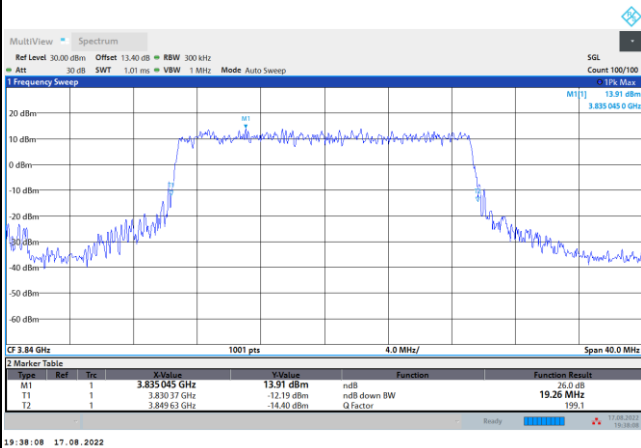 MultiView Spectrum
Ref Level 30.00 dBm Offset 13.40 dB RBW 300 kHz SGL
Att 30 dB SWT 1.01 ms VBW 1 MHz Mode Auto Sweep Count 100/100
1 Frequency Sweep 1Pk Max
M1[1] 13.91 dBm
3.835 045 0 GHz
20 dBm
M1
10 dBm
0 dBm
-10 dBm
-20 dBm
-30 dBm
-40 dBm
-50 dBm
-60 dBm
CF 3.84 GHz 1001 pts 4.0 MHz/ Span 40.0 MHz
2 Marker Table
Type Ref Trc X-Value Y-Value Function Function Result
M1 1 3.835 045 GHz 13.91 dBm ndB 26.0 dB
T1 1 3.830 37 GHz -12.19 dBm ndB down BW 19.26 MHz
T2 1 3.849 63 GHz -14.40 dBm Q Factor 199.1
Ready 17.08.2022
19:38:08
19:38:08 17.08.2022